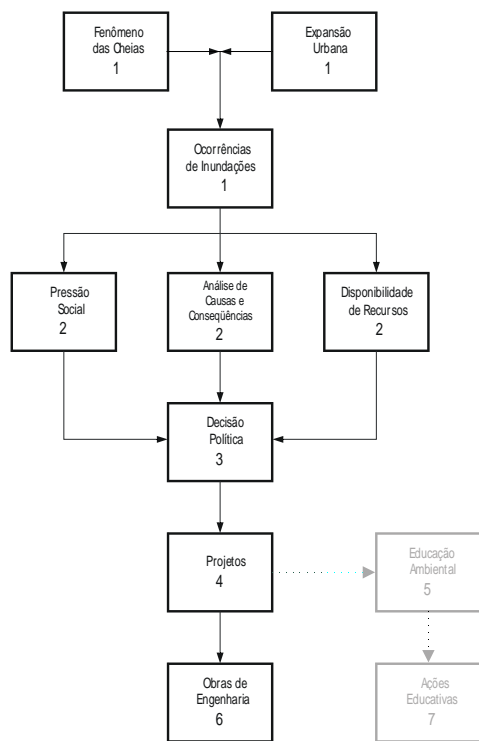 Fenômeno
das Cheias
1
Expansão
Urbana
1
Ocorrências
de Inundações
1
Pressão
Social
2
Análise de
Causas e
Conseqüências
2
Disponibilidade
de Recursos
2
Decisão
Política
3
Projetos
4
Educação
Ambiental
5
Obras de
Engenharia
6
Ações
Educativas
7